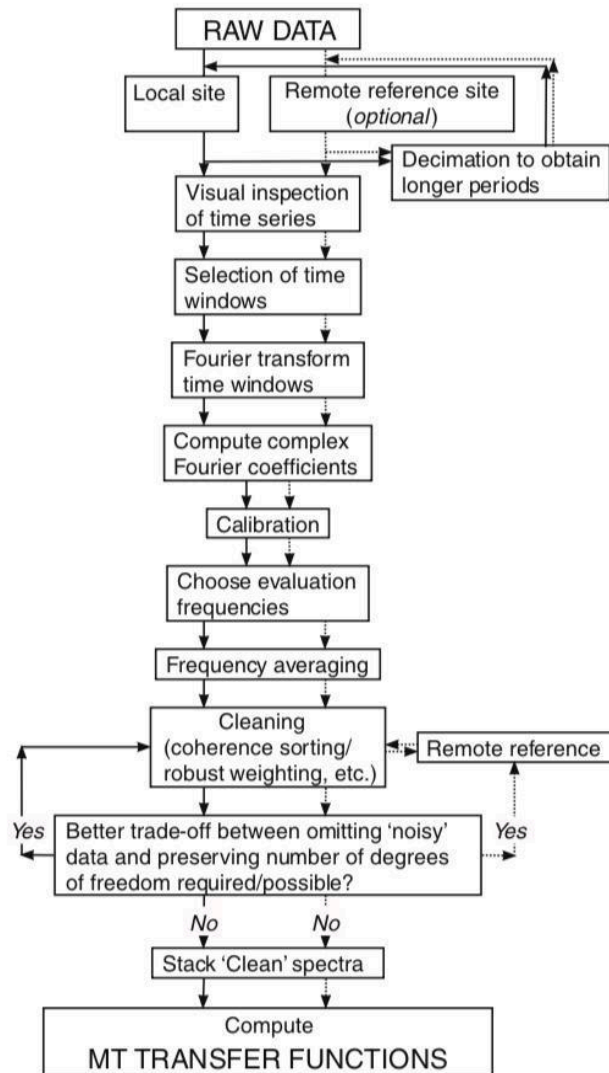 RAW DATA
Local site
Remote reference site
(optional)
Decimation to obtain
longer periods
Visual inspection
of time series
Selection of time
windows
Fourier transform
time windows
Compute complex
Fourier coefficients
Calibration
Choose evaluation
frequencies
Frequency averaging
Cleaning
(coherence sorting/
robust weighting, etc.)
Remote reference
Yes
Better trade-off between omitting ‘noisy’
data and preserving number of degrees
of freedom required/possible?
Yes
No
No
Stack ‘Clean’ spectra
Compute
MT TRANSFER FUNCTIONS